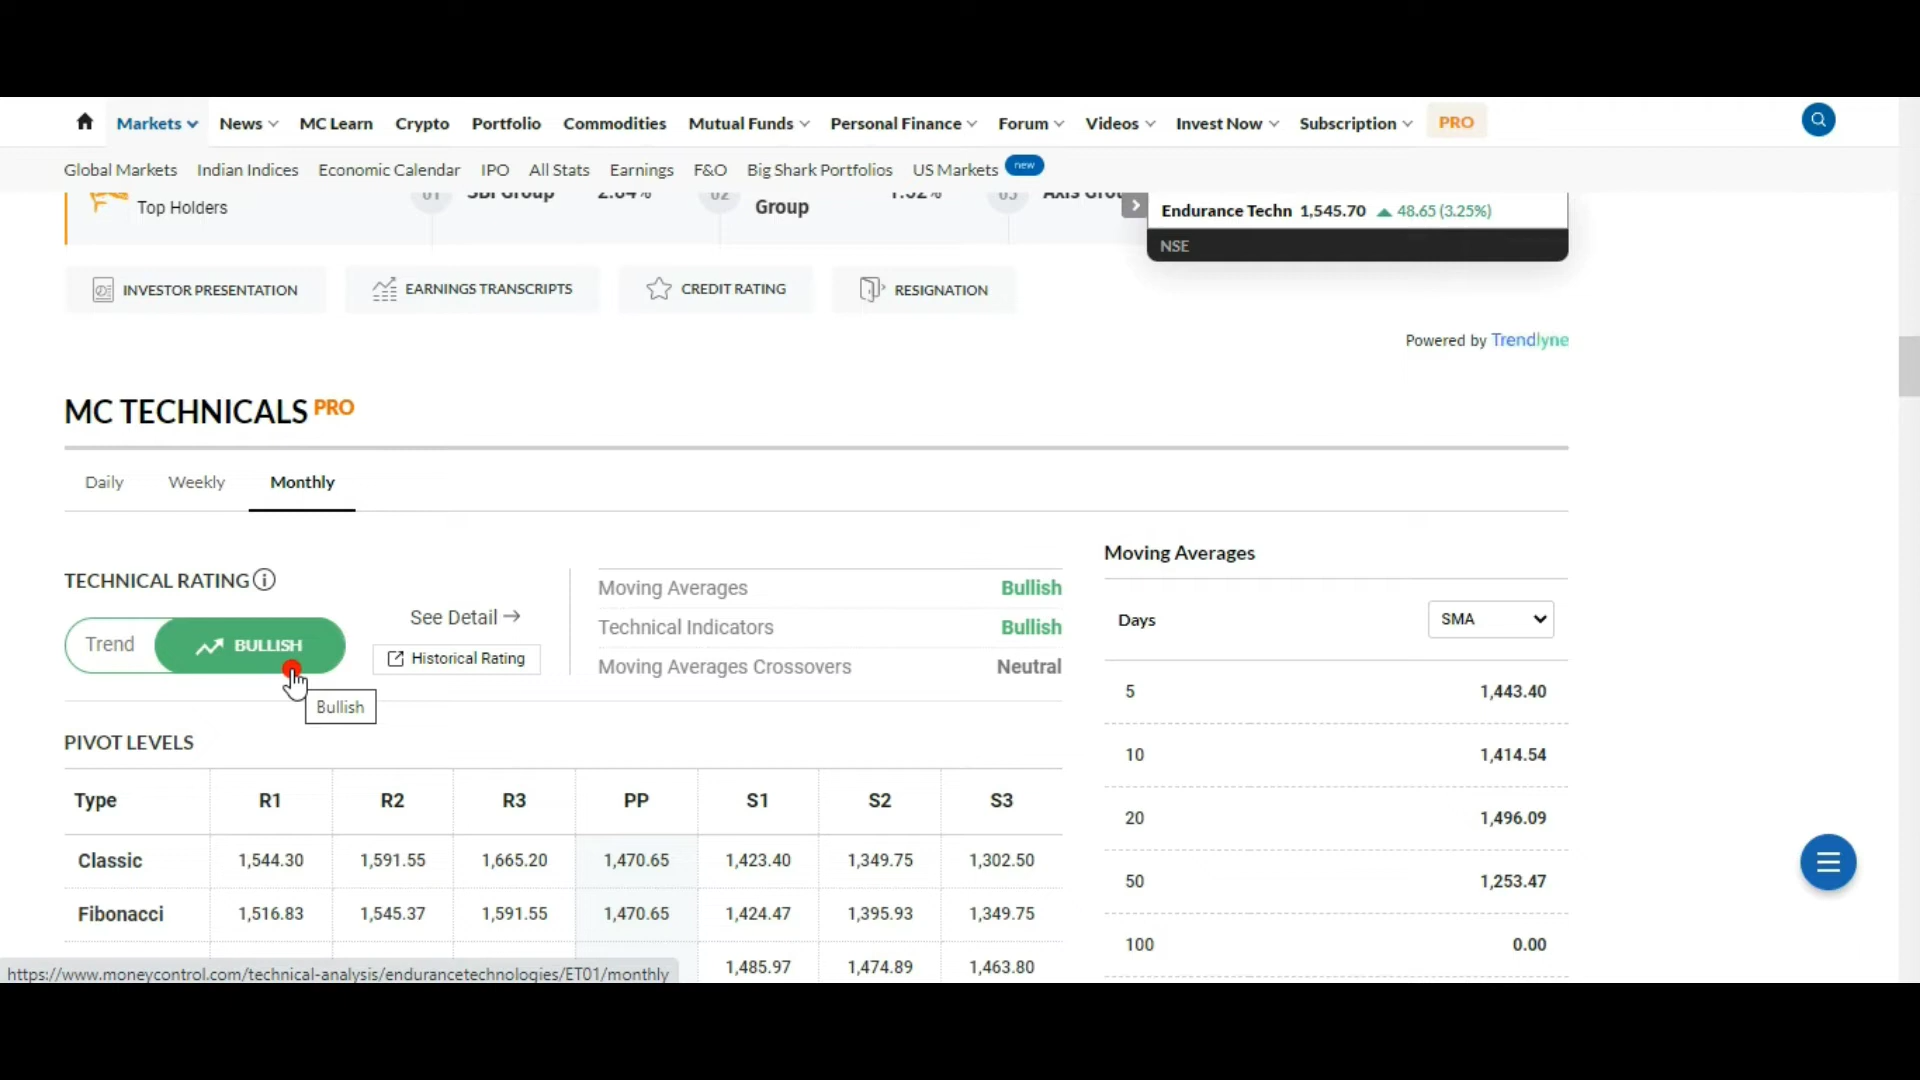 Markets News MC Learn Crypto Portfolio Commodities Mutual Funds Personal Finance Forum Videos Invest Now Subscription PRO
Global Markets Indian Indices Economic Calendar IPO All Stats Earnings F&O Big Shark Portfolios US Markets new
Top Holders
Group
Endurance Techn 1,545.70 48.65 (3.25%)
NSE
INVESTOR PRESENTATION EARNINGS TRANSCRIPTS CREDIT RATING RESIGNATION
Powered by Trendlyne
MC TECHNICALS PRO
Daily Weekly Monthly
TECHNICAL RATING
Trend BULLISH
See Detail
Historical Rating
Bullish
Moving Averages Bullish
Technical Indicators Bullish
Moving Averages Crossovers Neutral
PIVOT LEVELS
Type R1 R2 R3 PP S1 S2 S3
Classic 1,544.30 1,591.55 1,665.20 1,470.65 1,423.40 1,349.75 1,302.50
Fibonacci 1,516.83 1,545.37 1,591.55 1,470.65 1,424.47 1,395.93 1,349.75
1,485.97 1,474.89 1,463.80
Moving Averages
Days SMA
5 1,443.40
10 1,414.54
20 1,496.09
50 1,253.47
100 0.00
https://www.moneycontrol.com/technical-analysis/endurancetechnologies/ET01/monthly